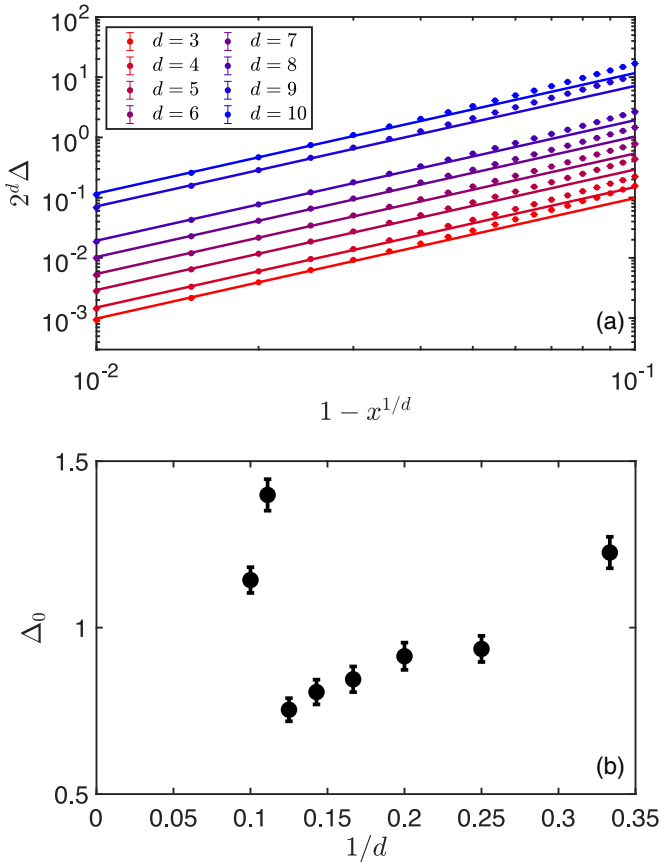 10^2
10^1
10^0
10^{-1}
10^{-2}
10^{-3}
2^d Δ
d = 3
d = 4
d = 5
d = 6
d = 7
d = 8
d = 9
d = 10
(a)
10^{-2}
10^{-1}
1 − x^{1/d}
1.5
1
0.5
Δ_0
(b)
0
0.05
0.1
0.15
0.2
0.25
0.3
0.35
1/d